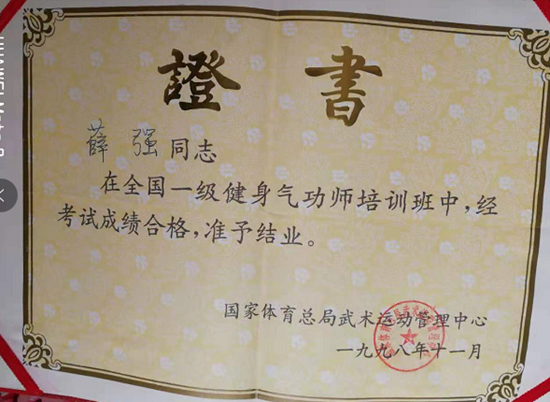 證書
薛强同志
在全国一级健身气功师培训班中,经
考试成绩合格,准予结业。
国家体育总局武术运动管理中心
一九九八年十一月